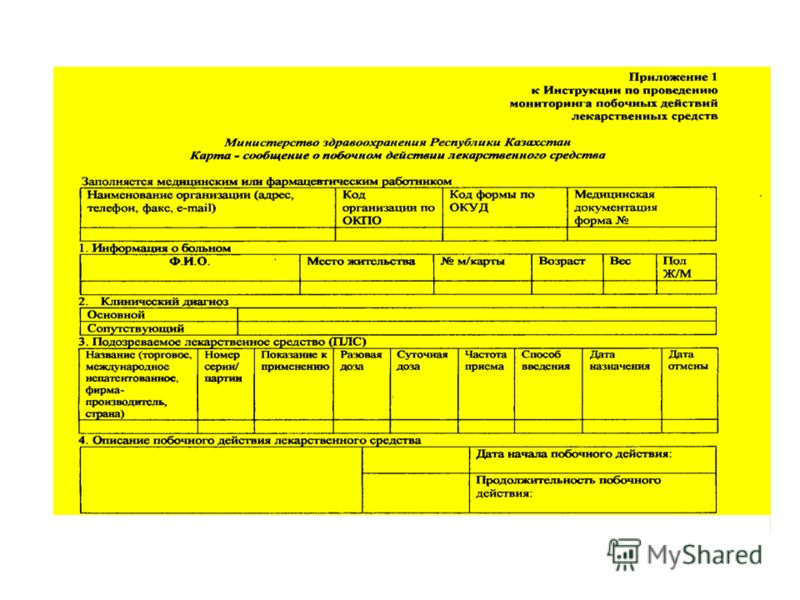 Приложение 1
к Инструкции по проведению
мониторинга побочных действий
лекарственных средств
Министерство здравоохранения Республики Казахстан
Карта - сообщение о побочном действии лекарственного средства
Заполняется медицинским или фармацевтическим работником
Наименование организации (адрес, телефон, факс, e-mail)
Код организации по ОКПО
Код формы по ОКУД
Медицинская документация форма №
1. Информация о больном
Ф.И.О. Место жительства № м/карты Возраст Вес Пол Ж/М
2. Клинический диагноз
Основной
Сопутствующий
3. Подозреваемое лекарственное средство (ПЛС)
Название (торговое, международное непатентованное, фирма-производитель, страна)
Номер серии/ партии
Показание к применению
Разовая доза
Суточная доза
Частота приема
Способ введения
Дата назначения
Дата отмены
4. Описание побочного действия лекарственного средства
Дата начала побочного действия:
Продолжительность побочного действия:
MyShared